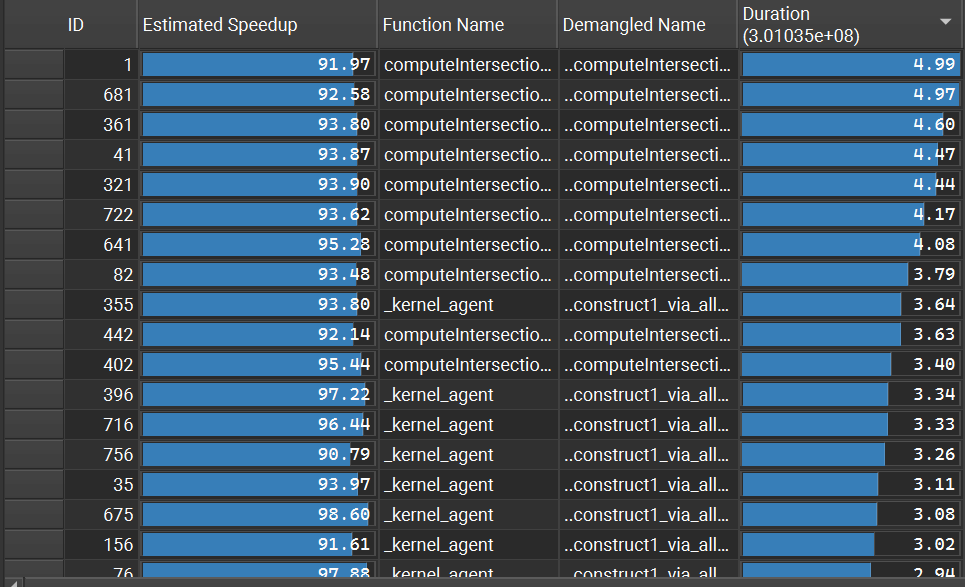 ID Estimated Speedup Function Name Demangled Name Duration
(3.01035e+08)
1 91.97 computeIntersectio... ..computeIntersecti... 4.99
681 92.58 computeIntersectio... ..computeIntersecti... 4.97
361 93.80 computeIntersectio... ..computeIntersecti... 4.60
41 93.87 computeIntersectio... ..computeIntersecti... 4.47
321 93.90 computeIntersectio... ..computeIntersecti... 4.44
722 93.62 computeIntersectio... ..computeIntersecti... 4.17
641 95.28 computeIntersectio... ..computeIntersecti... 4.08
82 93.48 computeIntersectio... ..computeIntersecti... 3.79
355 93.80 _kernel_agent ..construct1_via_all... 3.64
442 92.14 computeIntersectio... ..computeIntersecti... 3.63
402 95.44 computeIntersectio... ..computeIntersecti... 3.40
396 97.22 _kernel_agent ..construct1_via_all... 3.34
716 96.44 _kernel_agent ..construct1_via_all... 3.33
756 90.79 _kernel_agent ..construct1_via_all... 3.26
35 93.97 _kernel_agent ..construct1_via_all... 3.11
675 98.60 _kernel_agent ..construct1_via_all... 3.08
156 91.61 _kernel_agent ..construct1_via_all... 3.02
76 97.88 _kernel_agent ..construct1_via_all... 2.94